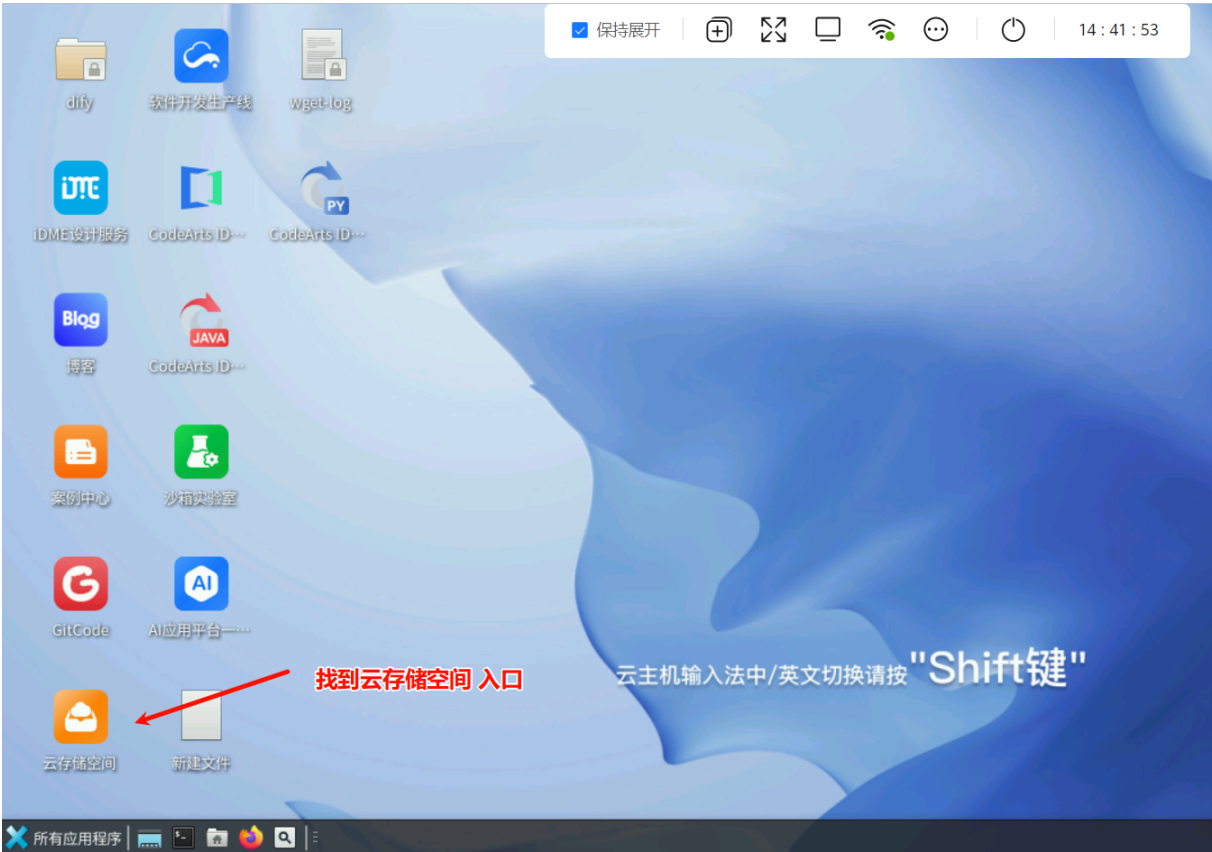 保持展开
14 : 41 : 53
dify
软件开发生产线
wget-log
iDME
iDME设计服务
CodeArts ID···
PY
CodeArts ID···
Blog
博客
JAVA
CodeArts ID···
案例中心
沙箱实验室
GitCode
AI
AI应用平台—···
找到云存储空间 入口
云主机输入法中/英文切换请按"Shift键"
云存储空间
新建文件
所有应用程序